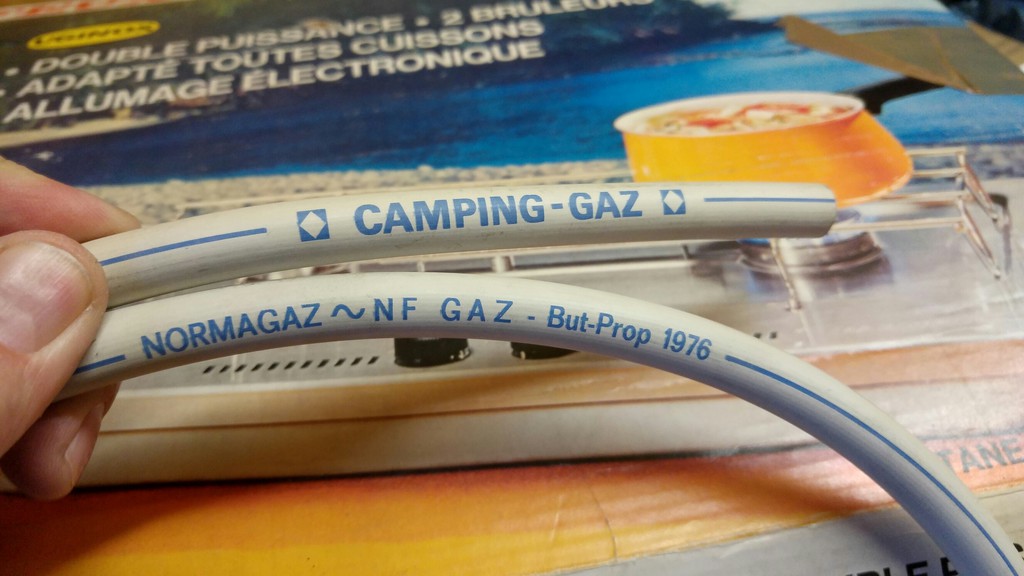 • DOUBLE PUISSANCE • 2 BRULEURS
• ADAPTÉ TOUTES CUISSONS
ALLUMAGE ÉLECTRONIQUE
CAMPING-GAZ
NORMAGAZ ~ NF GAZ - But-Prop 1976